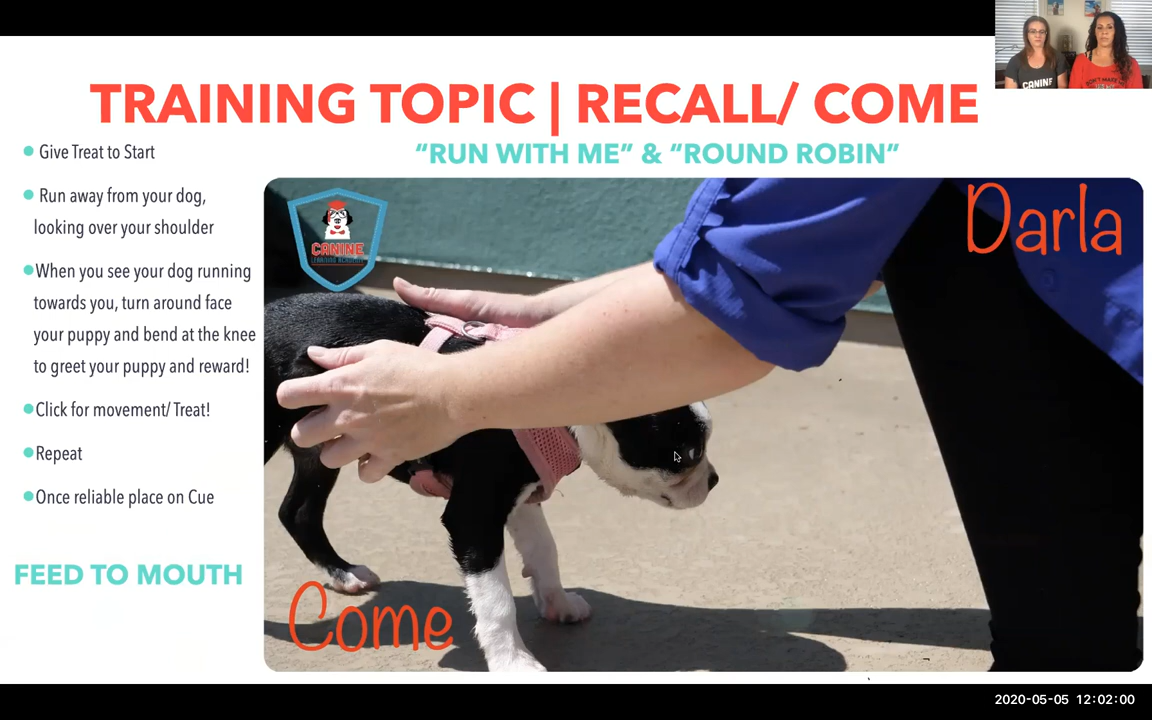 CANINE
TRAINING TOPIC | RECALL/ COME
“RUN WITH ME” & “ROUND ROBIN”
Give Treat to Start
Run away from your dog,
looking over your shoulder
When you see your dog running
towards you, turn around face
your puppy and bend at the knee
to greet your puppy and reward!
Click for movement/ Treat!
Repeat
Once reliable place on Cue
FEED TO MOUTH
CANINE
LEARNING ACADEMY
Darla
Come
2020-05-05 12:02:00